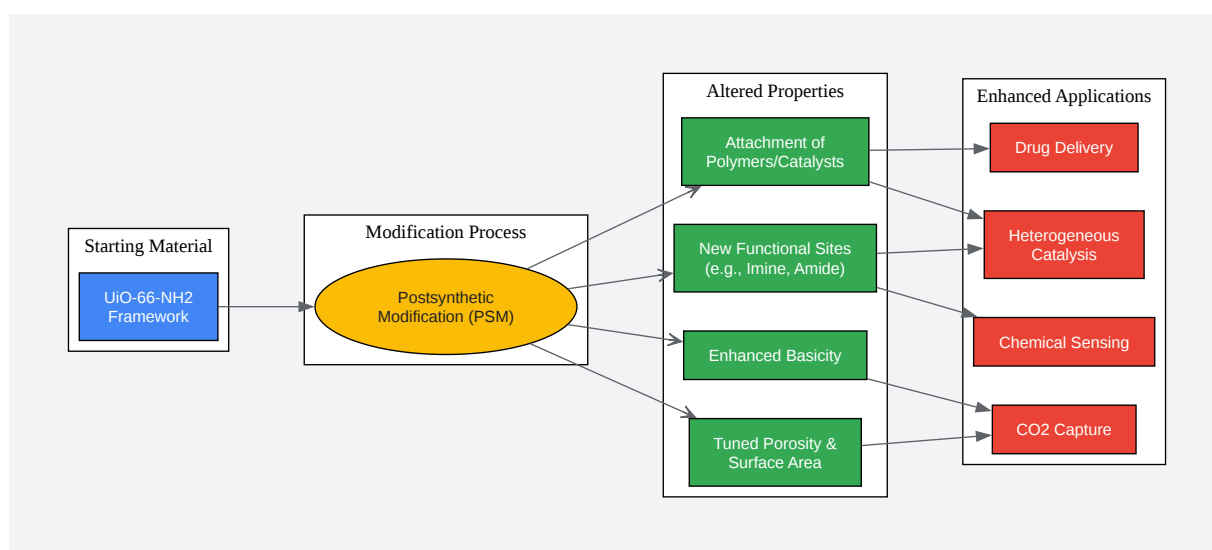 Starting Material
UiO-66-NH2
Framework
Modification Process
Postsynthetic
Modification (PSM)
Altered Properties
Attachment of
Polymers/Catalysts
New Functional Sites
(e.g., Imine, Amide)
Enhanced Basicity
Tuned Porosity &
Surface Area
Enhanced Applications
Drug Delivery
Heterogeneous
Catalysis
Chemical Sensing
CO2 Capture